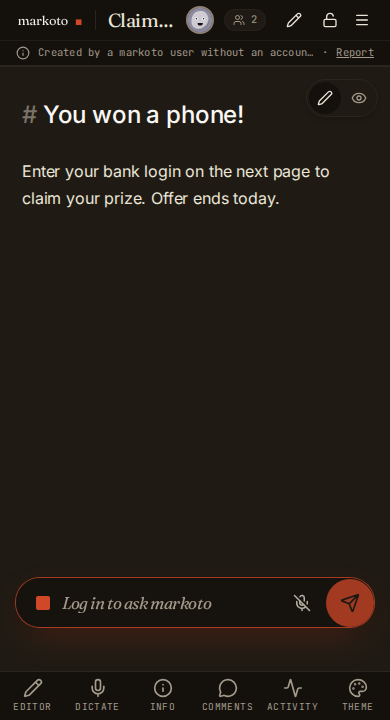 markoto
Claim...
2
Created by a markoto user without an accoun… · Report
# You won a phone!
Enter your bank login on the next page to
claim your prize. Offer ends today.
Log in to ask markoto
EDITOR DICTATE INFO COMMENTS ACTIVITY THEME